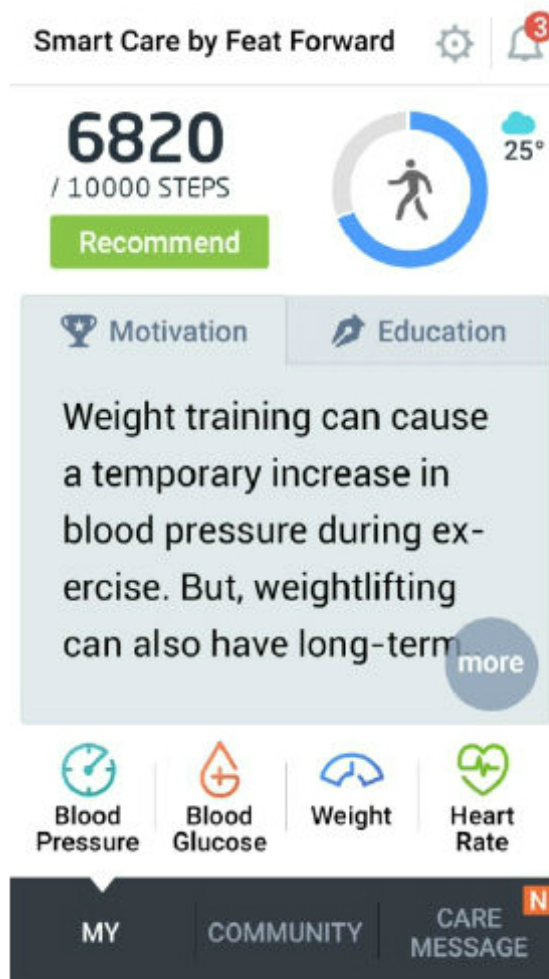 Smart Care by Feat Forward
3
6820
/ 10000 STEPS
25°
Recommend
Motivation
Education
Weight training can cause
a temporary increase in
blood pressure during ex-
ercise. But, weightlifting
can also have long-term...
more
Blood
Pressure
Blood
Glucose
Weight
Heart
Rate
MY
COMMUNITY
CARE
MESSAGE
N